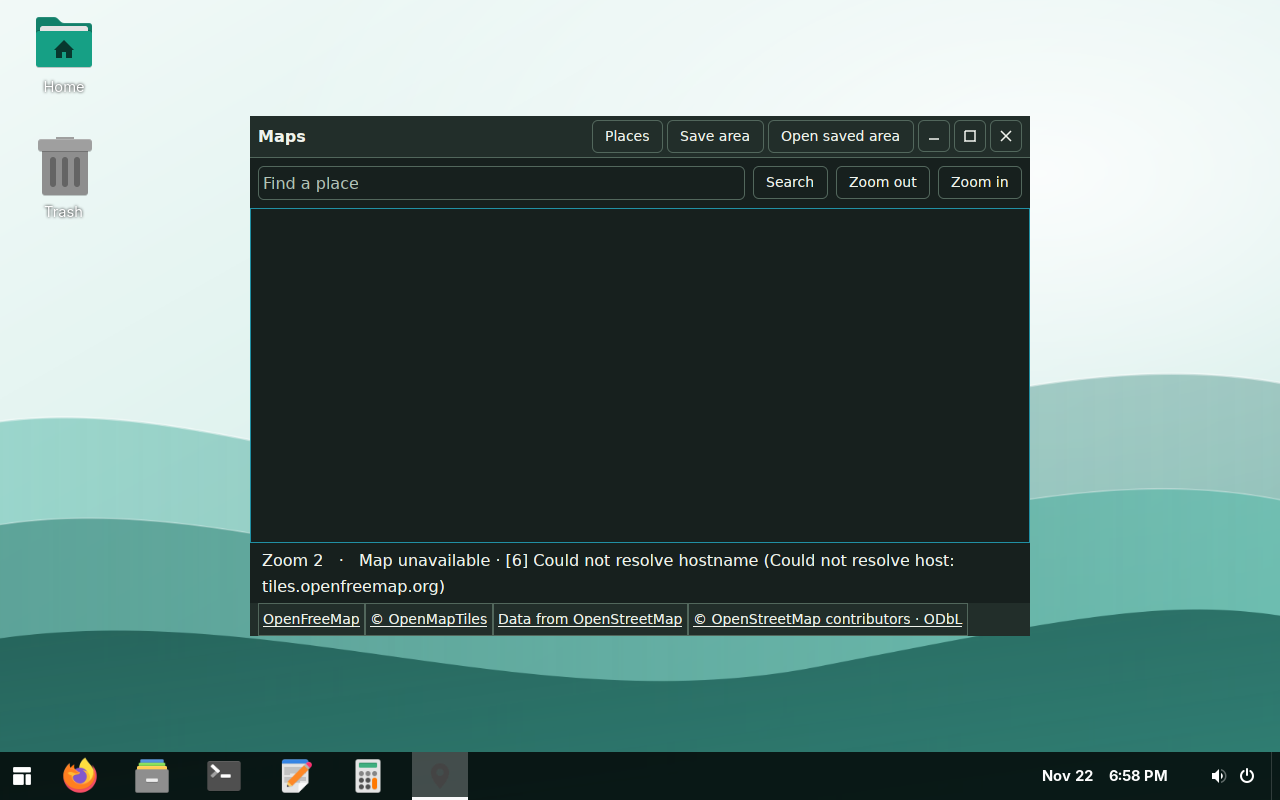 Home
Trash
Maps
Places
Save area
Open saved area
Find a place
Search
Zoom out
Zoom in
Zoom 2 · Map unavailable · [6] Could not resolve hostname (Could not resolve host:
tiles.openfreemap.org)
OpenFreeMap
© OpenMapTiles
Data from OpenStreetMap
© OpenStreetMap contributors · ODbL
Nov 22
6:58 PM